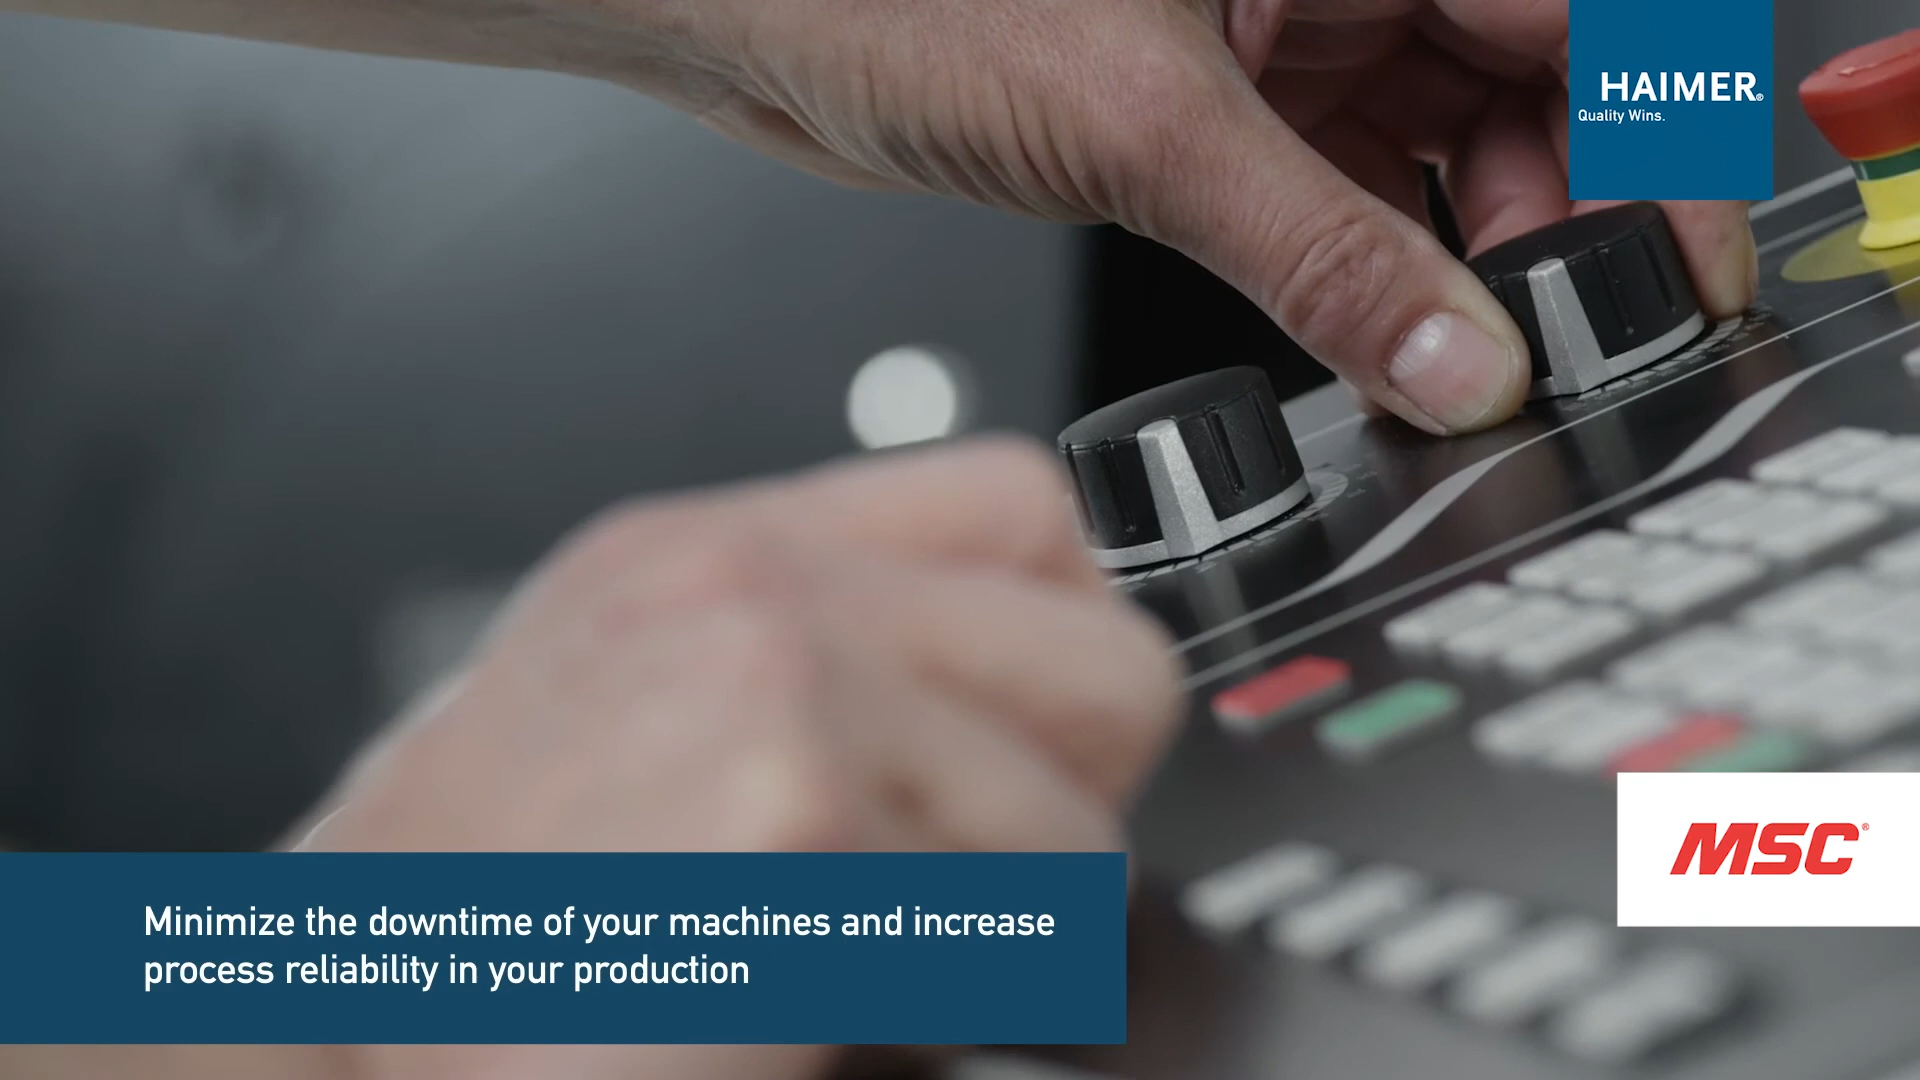 HAIMER®
Quality Wins.
MSC®
Minimize the downtime of your machines and increase
process reliability in your production